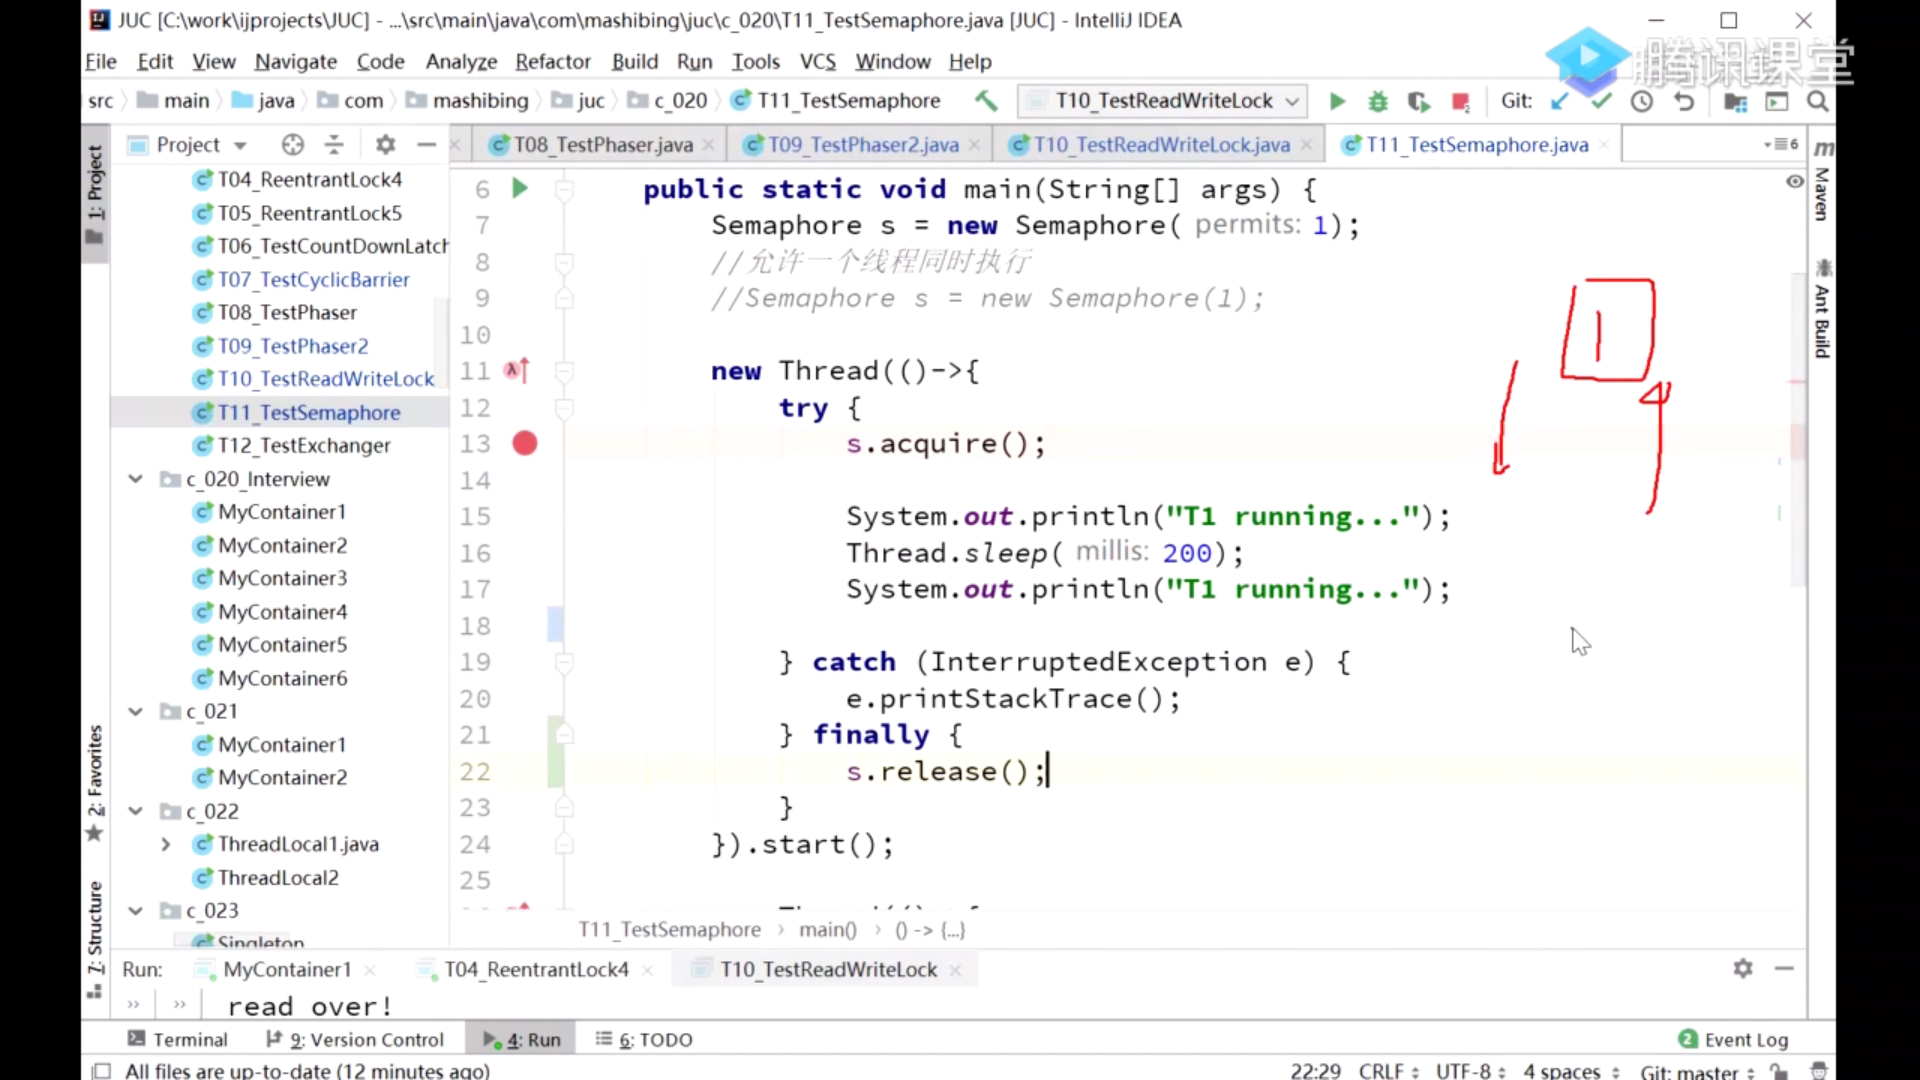 JUC [C:\work\ijprojects\JUC] - ...\src\main\java\com\mashibing\juc\c_020\T11_TestSemaphore.java [JUC] - IntelliJ IDEA
腾讯课堂
File Edit View Navigate Code Analyze Refactor Build Run Tools VCS Window Help
src main java com mashibing juc c_020 T11_TestSemaphore T10_TestReadWriteLock Git:
Project T08_TestPhaser.java T09_TestPhaser2.java T10_TestReadWriteLock.java T11_TestSemaphore.java 6
1: Project
T04_ReentrantLock4
T05_ReentrantLock5
T06_TestCountDownLatch
T07_TestCyclicBarrier
T08_TestPhaser
T09_TestPhaser2
T10_TestReadWriteLock
T11_TestSemaphore
T12_TestExchanger
c_020_Interview
MyContainer1
MyContainer2
MyContainer3
MyContainer4
MyContainer5
MyContainer6
c_021
MyContainer1
MyContainer2
c_022
ThreadLocal1.java
ThreadLocal2
c_023
Singleton
2: Favorites
7: Structure
6 public static void main(String[] args) {
7 Semaphore s = new Semaphore( permits: 1);
8 //允许一个线程同时执行
9 //Semaphore s = new Semaphore(1);
10
11 new Thread(()->{
12 try {
13 s.acquire();
14
15 System.out.println("T1 running...");
16 Thread.sleep( millis: 200);
17 System.out.println("T1 running...");
18
19 } catch (InterruptedException e) {
20 e.printStackTrace();
21 } finally {
22 s.release();
23 }
24 }).start();
25
1
m Maven
Ant Build
T11_TestSemaphore main() () -> {...}
Run: MyContainer1 T04_ReentrantLock4 T10_TestReadWriteLock
read over!
Terminal 9: Version Control 4: Run 6: TODO 2 Event Log
All files are up-to-date (12 minutes ago) 22:29 CRLF UTF-8 4 spaces Git: master